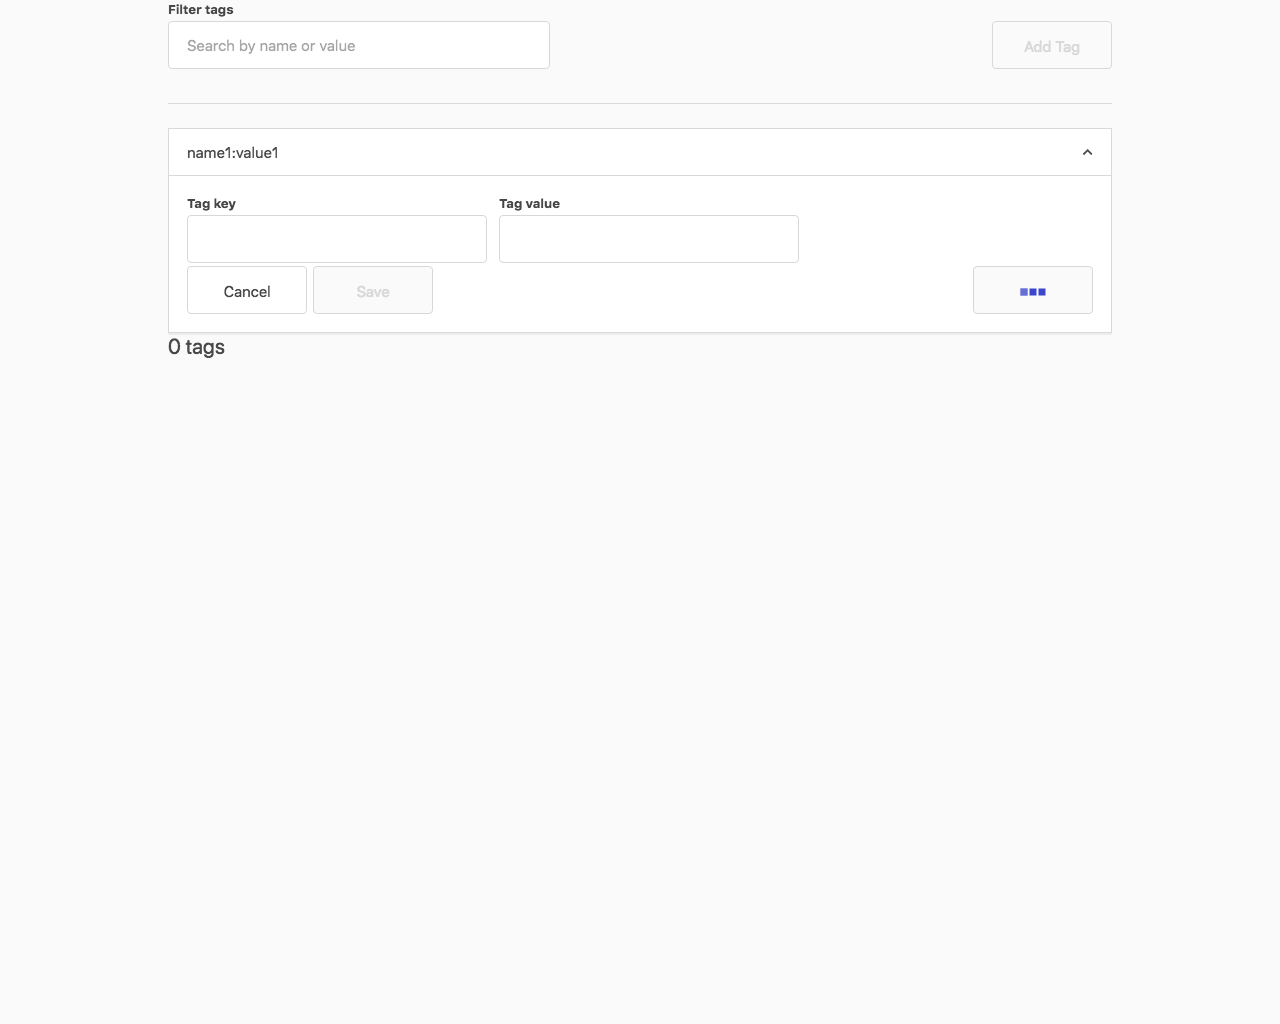 Filter tags
Search by name or value
Add Tag
name1:value1
Tag key
Tag value
Cancel
Save
0 tags